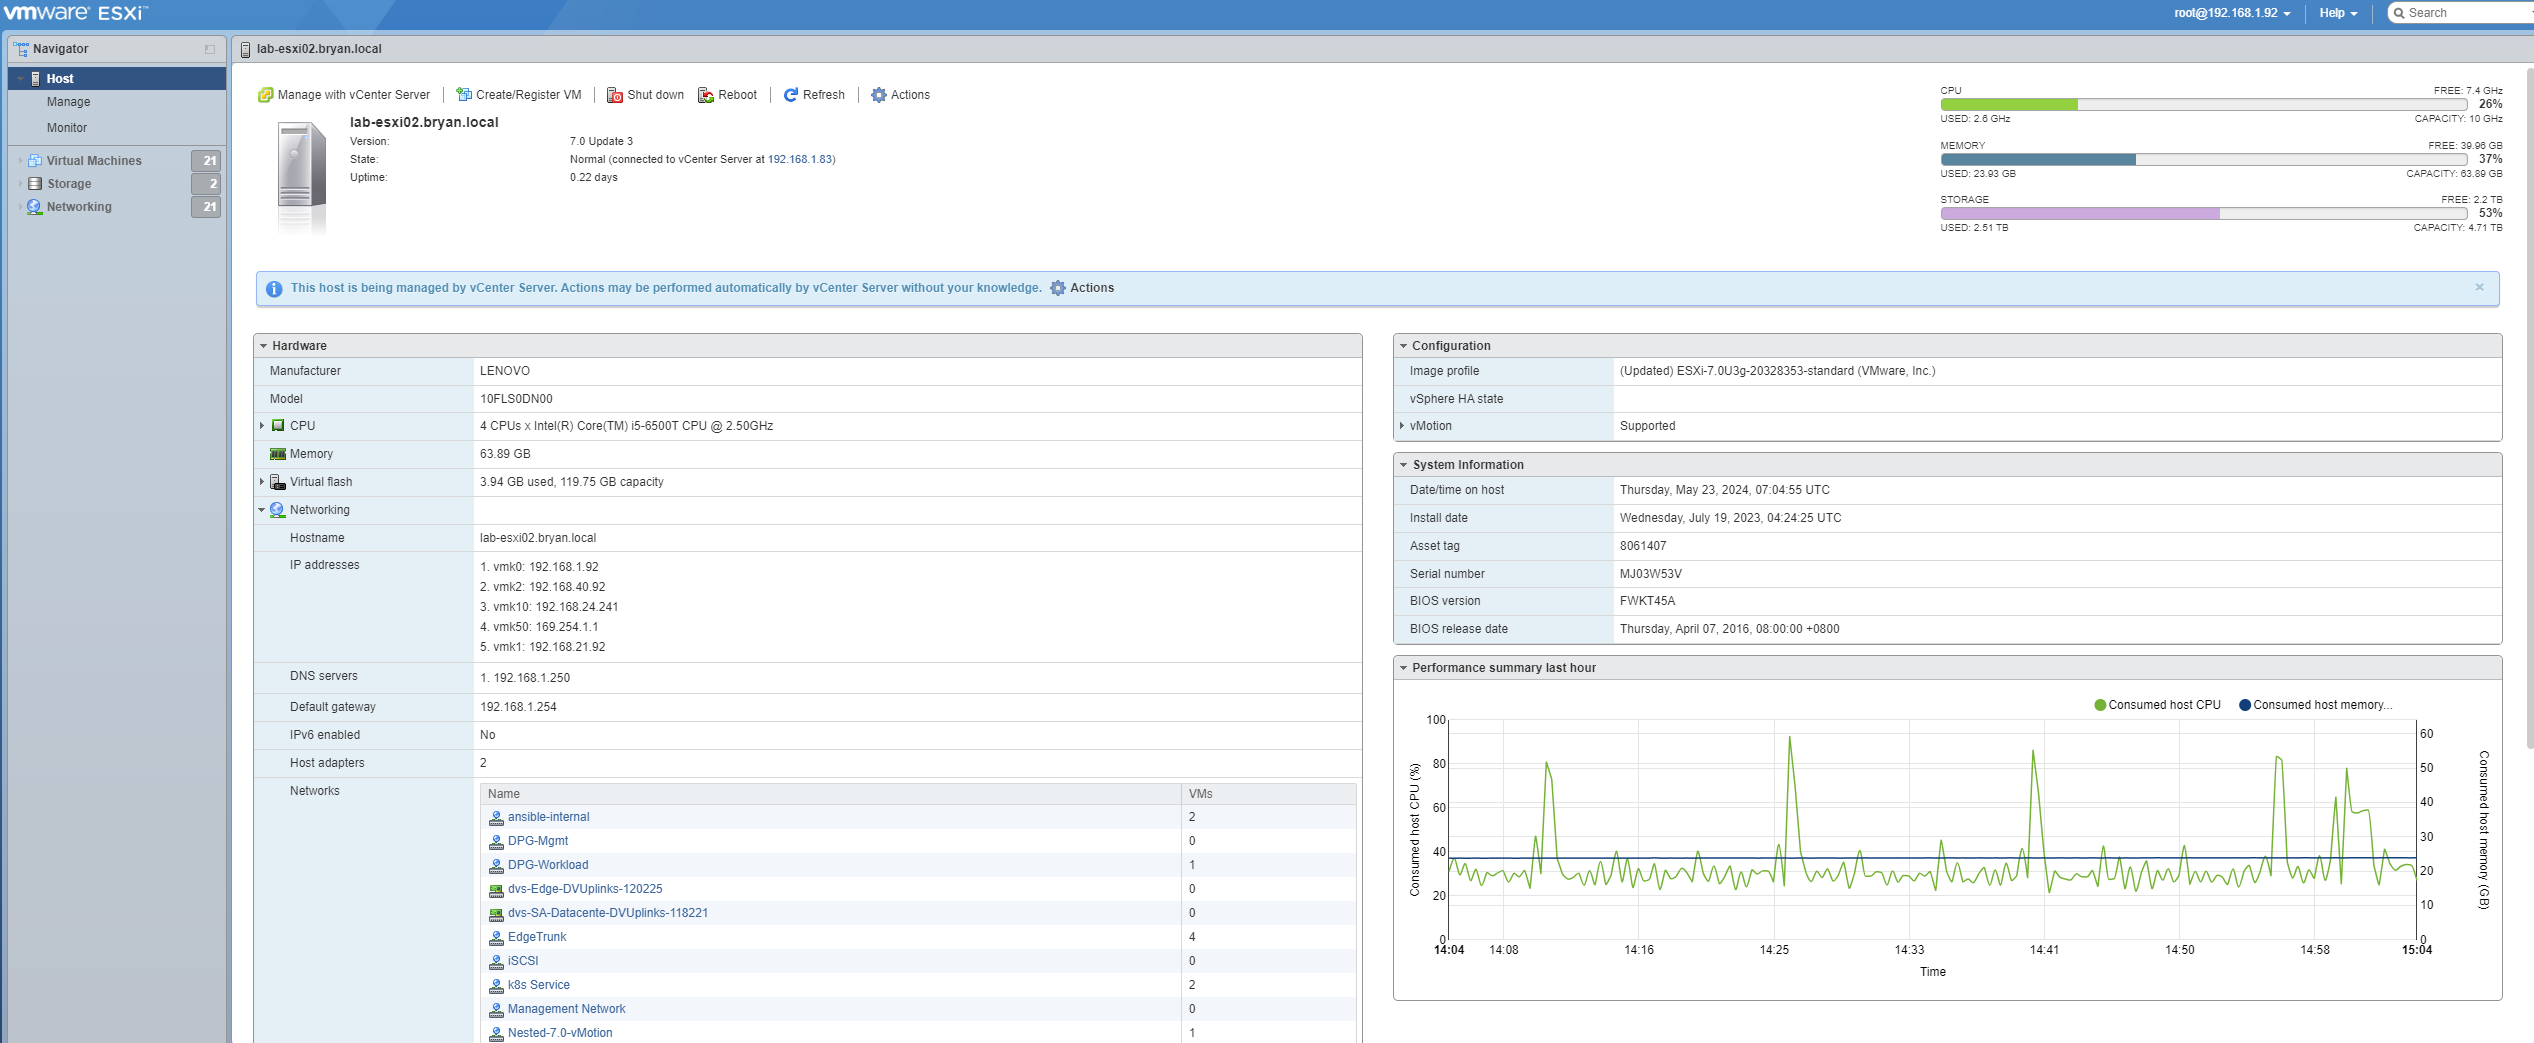 vmware ESXi™
root@192.168.1.92
Help
Search
Navigator
Host
Manage
Monitor
Virtual Machines 21
Storage 2
Networking 21
lab-esxi02.bryan.local
Manage with vCenter Server
Create/Register VM
Shut down
Reboot
Refresh
Actions
lab-esxi02.bryan.local
Version: 7.0 Update 3
State: Normal (connected to vCenter Server at 192.168.1.83)
Uptime: 0.22 days
CPU FREE: 7.4 GHz
26%
USED: 2.6 GHz CAPACITY: 10 GHz
MEMORY FREE: 39.96 GB
37%
USED: 23.93 GB CAPACITY: 63.89 GB
STORAGE FREE: 2.2 TB
53%
USED: 2.51 TB CAPACITY: 4.71 TB
This host is being managed by vCenter Server. Actions may be performed automatically by vCenter Server without your knowledge. Actions
Hardware
Manufacturer LENOVO
Model 10FLS0DN00
CPU 4 CPUs x Intel(R) Core(TM) i5-6500T CPU @ 2.50GHz
Memory 63.89 GB
Virtual flash 3.94 GB used, 119.75 GB capacity
Networking
Hostname lab-esxi02.bryan.local
IP addresses 1. vmk0: 192.168.1.92
2. vmk2: 192.168.40.92
3. vmk10: 192.168.24.241
4. vmk50: 169.254.1.1
5. vmk1: 192.168.21.92
DNS servers 1. 192.168.1.250
Default gateway 192.168.1.254
IPv6 enabled No
Host adapters 2
Networks
Name VMs
ansible-internal 2
DPG-Mgmt 0
DPG-Workload 1
dvs-Edge-DVUplinks-120225 0
dvs-SA-Datacente-DVUplinks-118221 0
EdgeTrunk 4
iSCSI 0
k8s Service 2
Management Network 0
Nested-7.0-vMotion 1
Configuration
Image profile (Updated) ESXi-7.0U3g-20328353-standard (VMware, Inc.)
vSphere HA state
vMotion Supported
System Information
Date/time on host Thursday, May 23, 2024, 07:04:55 UTC
Install date Wednesday, July 19, 2023, 04:24:25 UTC
Asset tag 8061407
Serial number MJ03W53V
BIOS version FWKT45A
BIOS release date Thursday, April 07, 2016, 08:00:00 +0800
Performance summary last hour
Consumed host CPU Consumed host memory...
Consumed host CPU (%)
100
80
60
40
20
0
60
50
40
30
20
10
0
Consumed host memory (GB)
14:04 14:08 14:16 14:25 14:33 14:41 14:50 14:58 15:04
Time